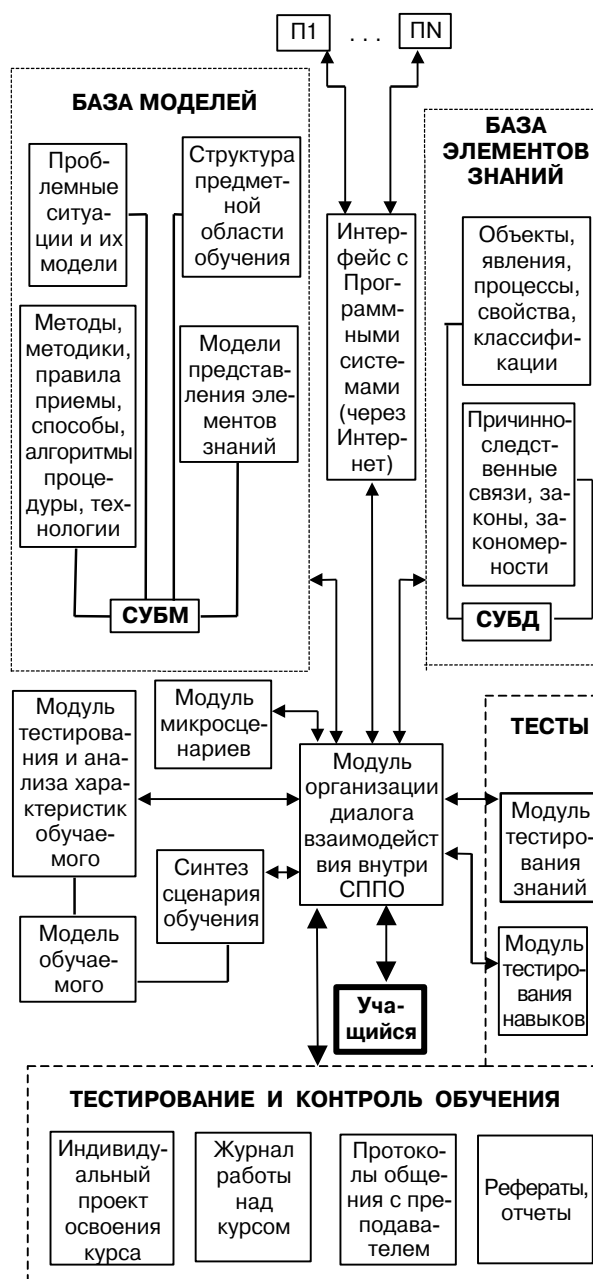 П1 . . . ПN
БАЗА МОДЕЛЕЙ
Проб-
лемные
ситуа-
ции и их
модели
Структура
предмет-
ной
области
обучения
Методы,
методики,
правила
приемы,
способы,
алгоритмы
проце-
дуры, тех-
нологии
Модели
представ-
ления эле-
ментов
знаний
СУБМ
Интер-
фейс с
Прог-
рамм-
ными
систе-
мами
(через
Интер-
нет)
БАЗА
ЭЛЕМЕНТОВ
ЗНАНИЙ
Объекты,
явления,
процессы,
свойства,
классифи-
кации
Причинно-
следст-
венные
связи, за-
коны, за-
кономер-
ности
СУБД
Модуль
тестирова-
ния и ана-
лиза хара-
ктеристик
обучае-
мого
Модуль
микросце-
нариев
Синтез
сценария
обучения
Модель
обучае-
мого
Модуль
организации
диалога
взаимодейст
вия внутри
СППО
Уча-
щийся
ТЕСТЫ
Модуль
тестиро-
вания
знаний
Модуль
тестиро-
вания
навыков
ТЕСТИРОВАНИЕ И КОНТРОЛЬ ОБУЧЕНИЯ
Индивиду-
альный
проект
освоения
курса
Журнал
работы
над
курсом
Протоко-
лы обще-
ния с пре-
подава-
телем
Рефераты,
отчеты